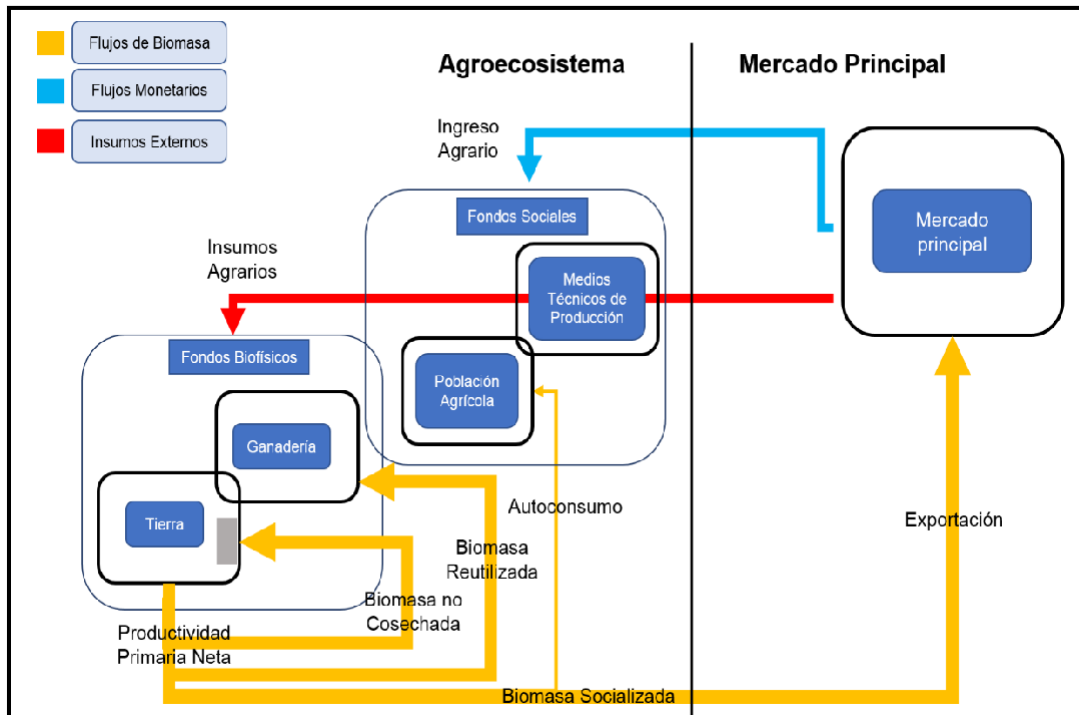 Flujos de Biomasa
Flujos Monetarios
Insumos Externos
Agroecosistema
Mercado Principal
Ingreso
Agrario
Fondos Sociales
Mercado
principal
Insumos
Agrarios
Medios
Técnicos de
Producción
Fondos Biofísicos
Población
Agrícola
Ganadería
Autoconsumo
Tierra
Exportación
Biomasa
Reutilizada
Biomasa no
Cosechada
Productividad
Primaria Neta
Biomasa Socializada